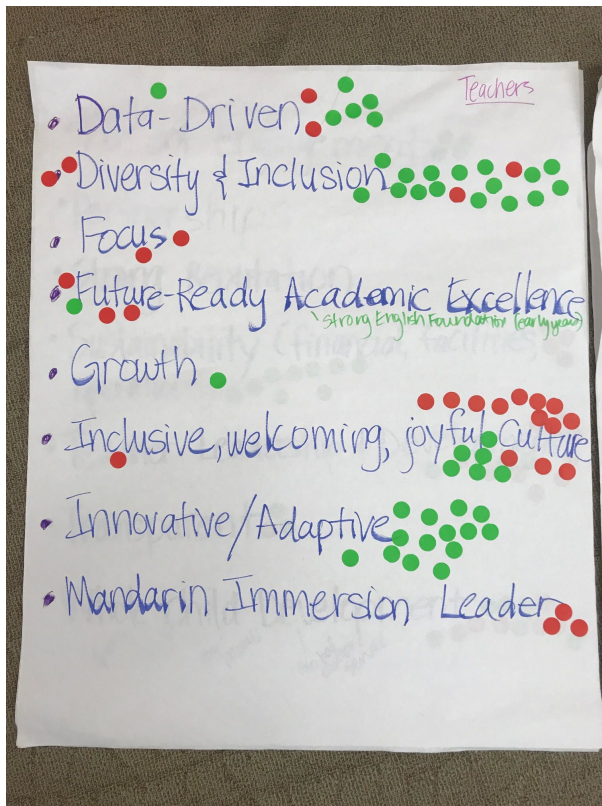 Teachers
• Data-Driven
• Diversity & Inclusion
• Focus
• Future-Ready Academic Excellence
Strong English Foundation (early years)
• Growth
• Inclusive, welcoming, joyful Culture
• Innovative/Adaptive
• Mandarin Immersion Leader